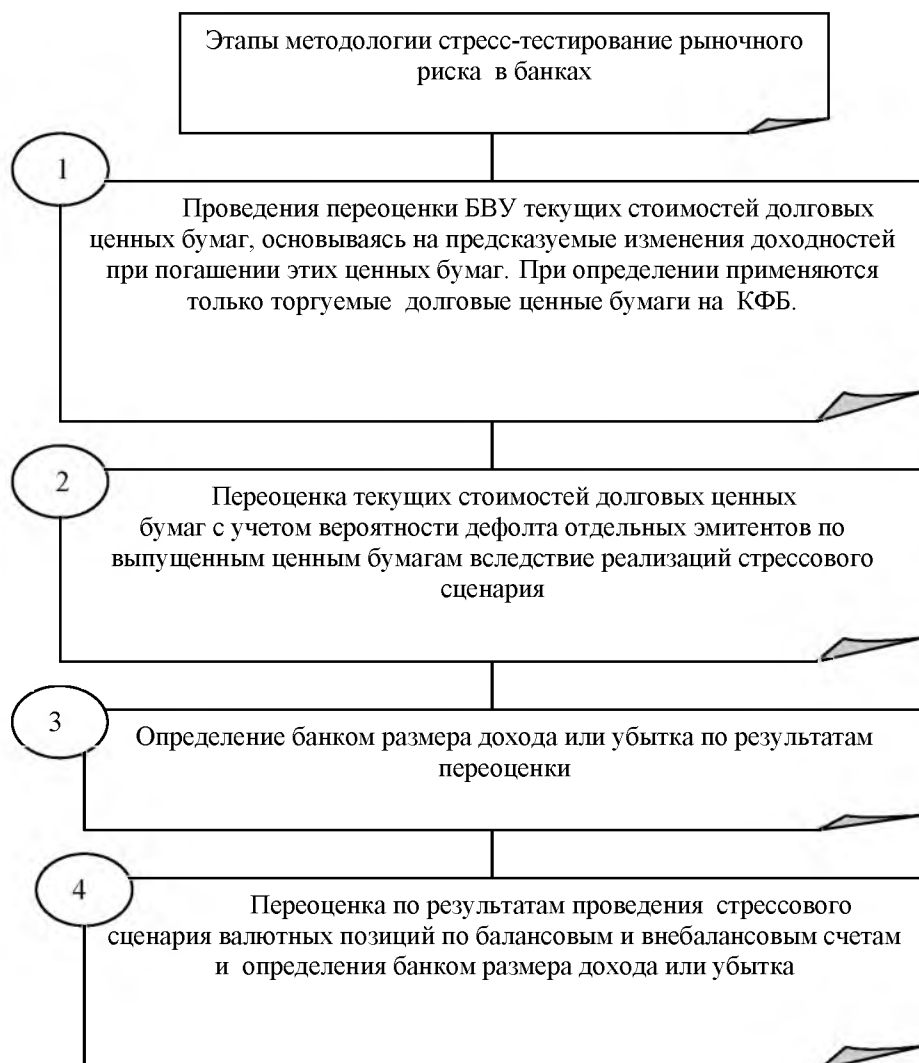 Этапы методологии стресс-тестирование рыночного
риска в банках
1
Проведения переоценки БВУ текущих стоимостей долговых
ценных бумаг, основываясь на предсказуемые изменения доходностей
при погашении этих ценных бумаг. При определении применяются
только торгуемые долговые ценные бумаги на КФБ.
2
Переоценка текущих стоимостей долговых ценных
бумаг с учетом вероятности дефолта отдельных эмитентов по
выпущенным ценным бумагам вследствие реализаций стрессового
сценария
3
Определение банком размера дохода или убытка по результатам
переоценки
4
Переоценка по результатам проведения стрессового
сценария валютных позиций по балансовым и внебалансовым счетам
и определения банком размера дохода или убытка